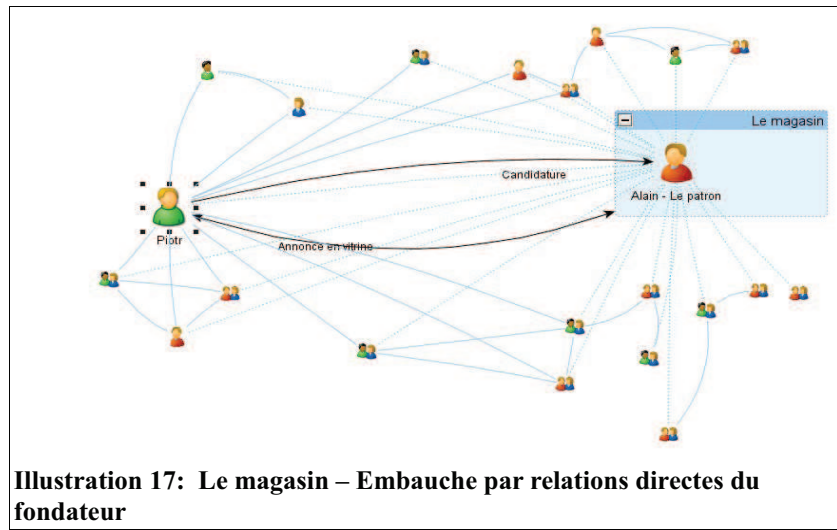 Le magasin
Candidature
Alain - Le patron
Piotr
Annonce en vitrine
Illustration 17: Le magasin – Embauche par relations directes du
fondateur